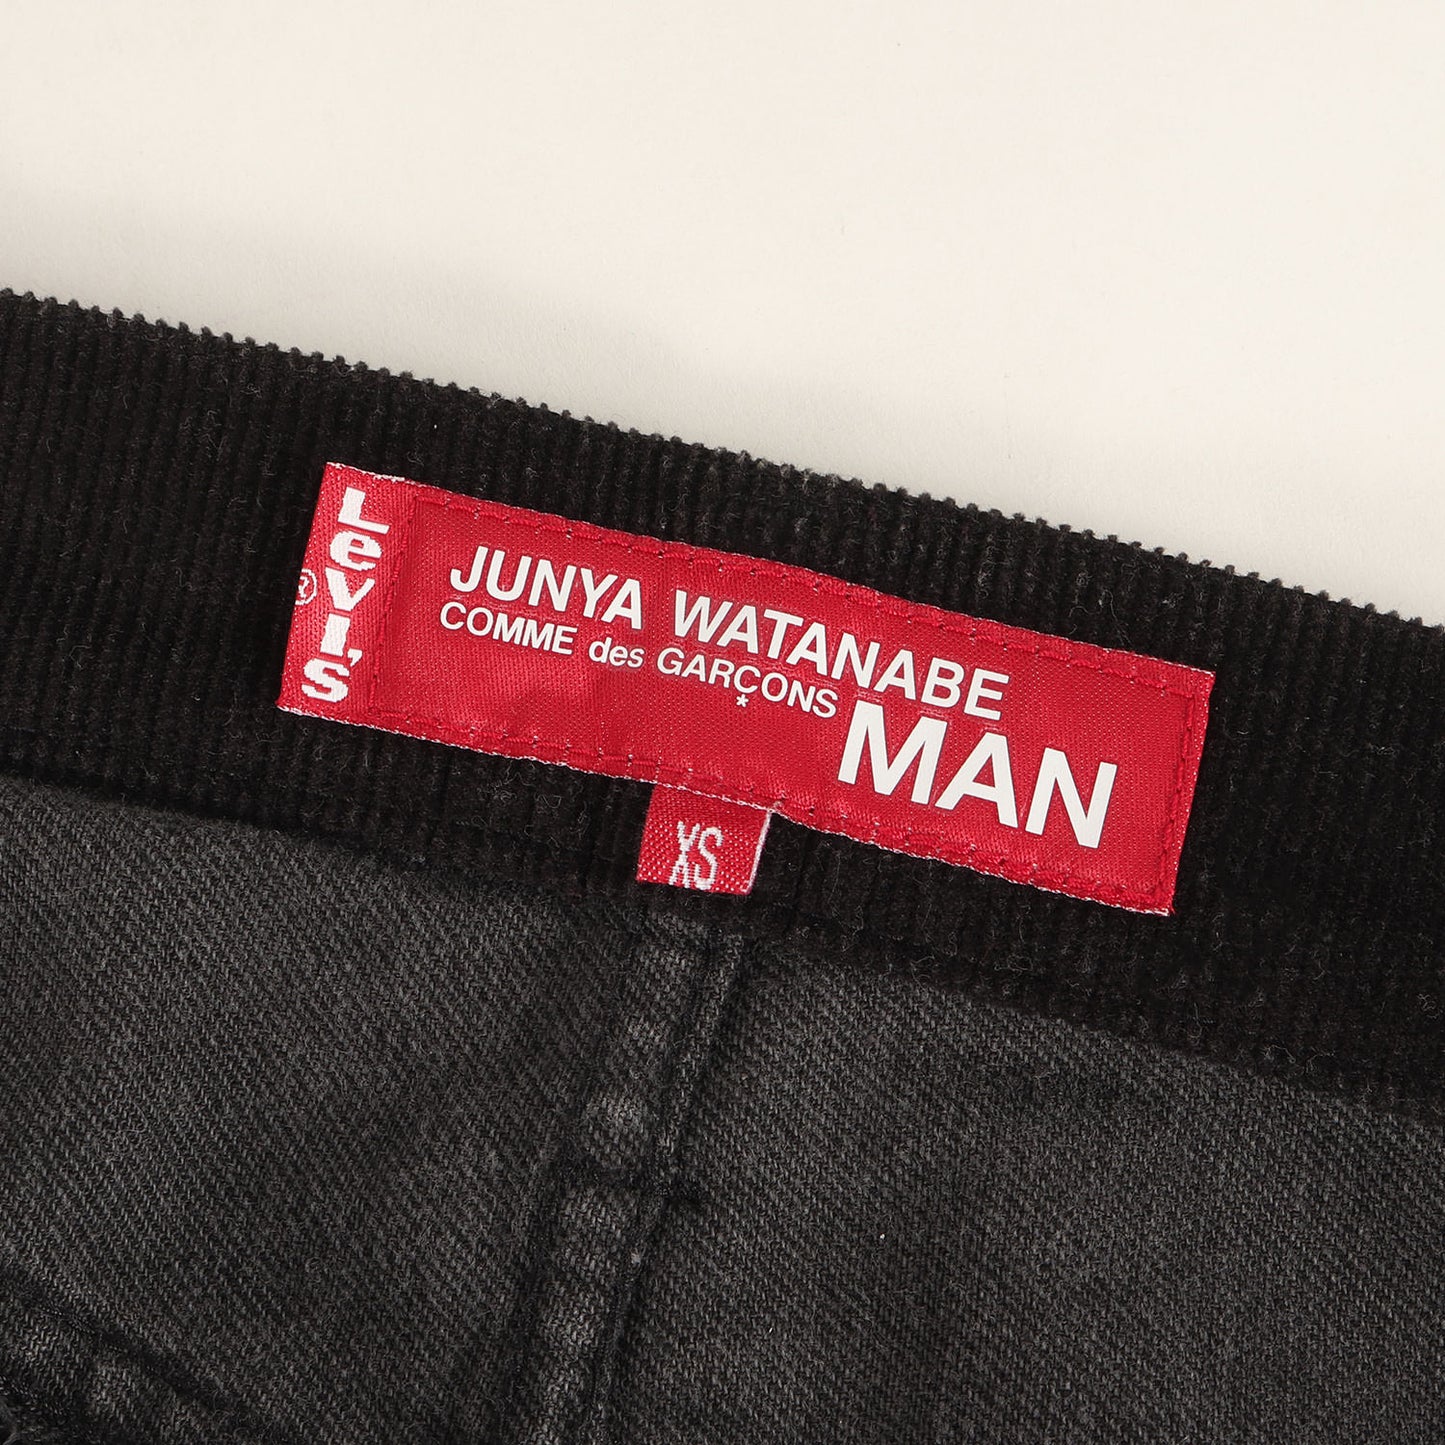 Levi's
®
JUNYA WATANABE
COMME des GARÇONS
*
MAN
XS